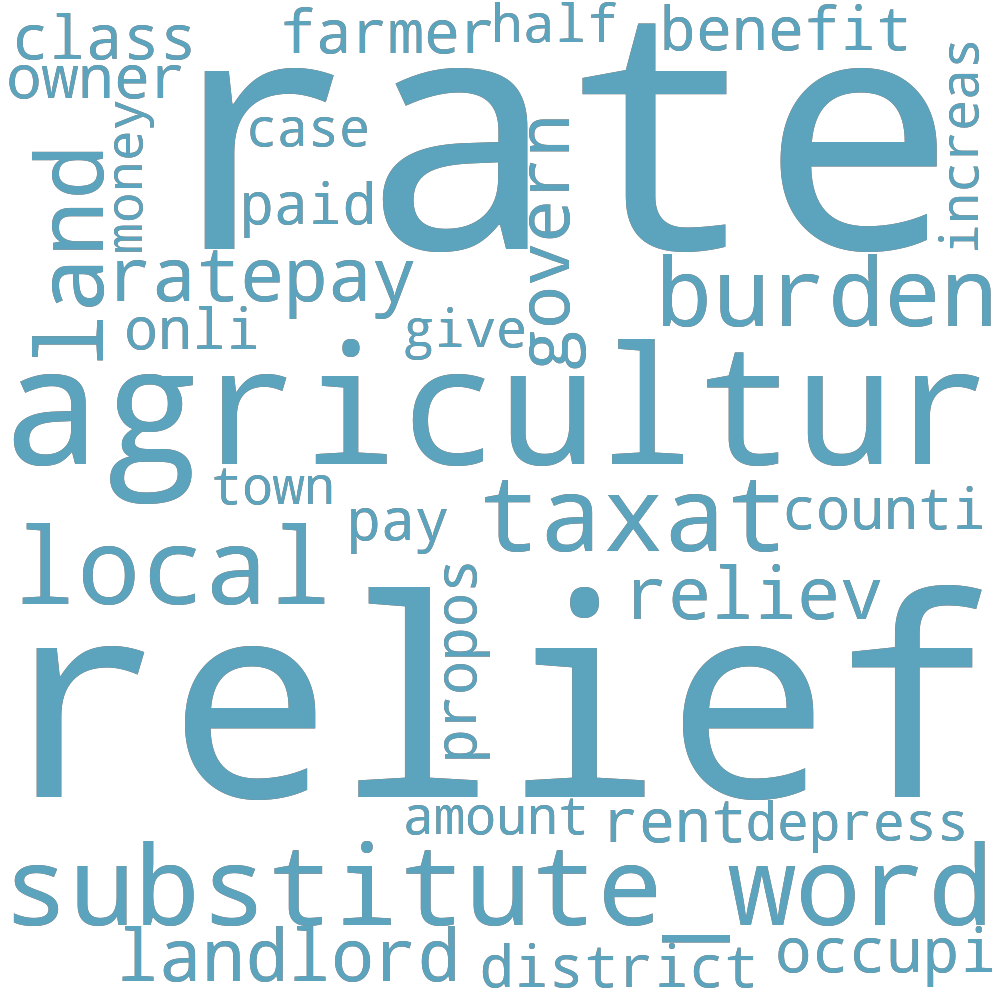 class
farmer
half
benefit
owner
rate
money
case
increas
land
paid
govern
ratepay
burden
onli
give
agricultur
town
pay
taxat
counti
local
propos
reliev
relief
amount
rent
depress
substitute_word
landlord
district
occupi